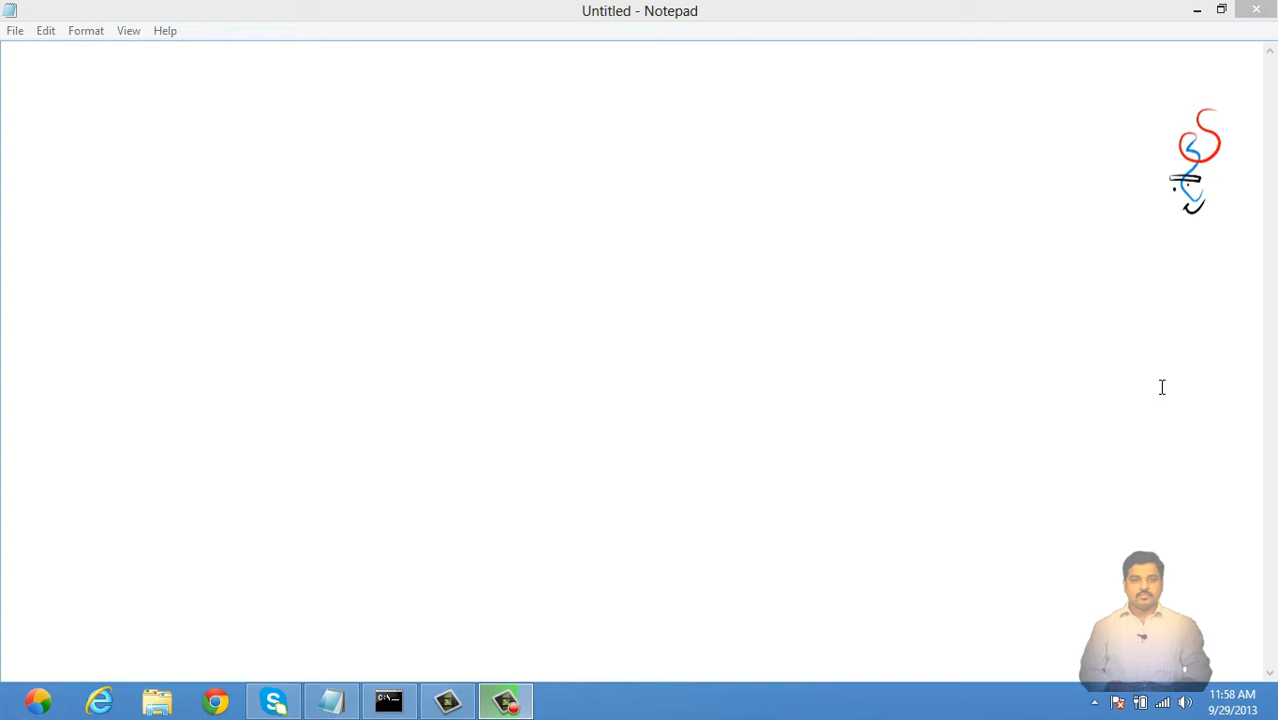 Untitled - Notepad
File Edit Format View Help
C:\
11:58 AM
9/29/2013